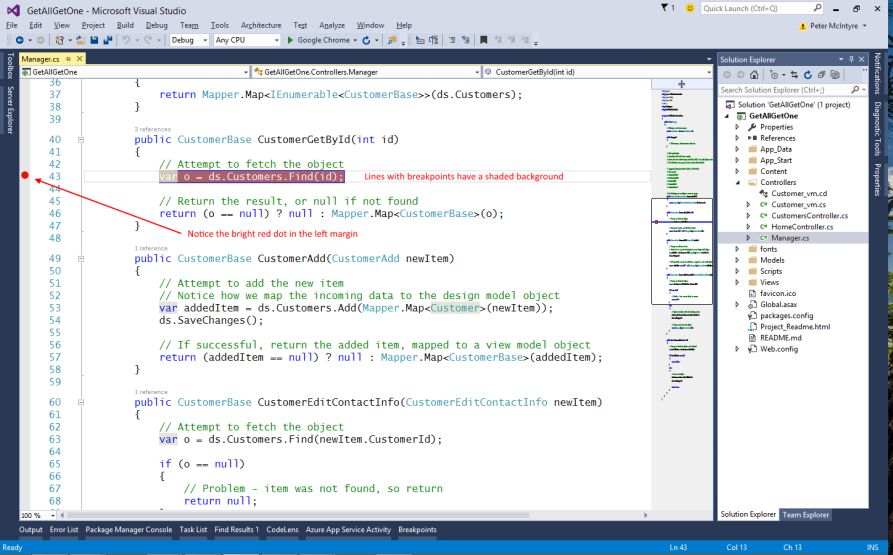 GetAllGetOne - Microsoft Visual Studio
1
Quick Launch (Ctrl+Q)
File Edit View Project Build Debug Team Tools Architecture Test Analyze Window Help
Peter McIntyre
Debug Any CPU Google Chrome
Toolbox
Server Explorer
Manager.cs
GetAllGetOne GetAllGetOne.Controllers.Manager CustomerGetById(int id)
36 {
37 return Mapper.Map<IEnumerable<CustomerBase>>(ds.Customers);
38 }
39
3 references
40 public CustomerBase CustomerGetById(int id)
41 {
42 // Attempt to fetch the object
43 var o = ds.Customers.Find(id); Lines with breakpoints have a shaded background
44
45 // Return the result, or null if not found
46 return (o == null) ? null : Mapper.Map<CustomerBase>(o);
47 }
Notice the bright red dot in the left margin
48
1 reference
49 public CustomerBase CustomerAdd(CustomerAdd newItem)
50 {
51 // Attempt to add the new item
52 // Notice how we map the incoming data to the design model object
53 var addedItem = ds.Customers.Add(Mapper.Map<Customer>(newItem));
54 ds.SaveChanges();
55
56 // If successful, return the added item, mapped to a view model object
57 return (addedItem == null) ? null : Mapper.Map<CustomerBase>(addedItem);
58 }
59
1 reference
60 public CustomerBase CustomerEditContactInfo(CustomerEditContactInfo newItem)
61 {
62 // Attempt to fetch the object
63 var o = ds.Customers.Find(newItem.CustomerId);
64
65 if (o == null)
66 {
67 // Problem - item was not found, so return
68 return null;
100 %
Solution Explorer
Search Solution Explorer (Ctrl+;)
Solution 'GetAllGetOne' (1 project)
GetAllGetOne
Properties
References
App_Data
App_Start
Content
Controllers
Customer_vm.cd
Customer_vm.cs
CustomersController.cs
HomeController.cs
Manager.cs
fonts
Models
Scripts
Views
favicon.ico
Global.asax
packages.config
Project_Readme.html
README.md
Web.config
Solution Explorer Team Explorer
Notifications
Diagnostic Tools
Properties
Output Error List Package Manager Console Task List Find Results 1 CodeLens Azure App Service Activity Breakpoints
Ready Ln 43 Col 13 Ch 13 INS